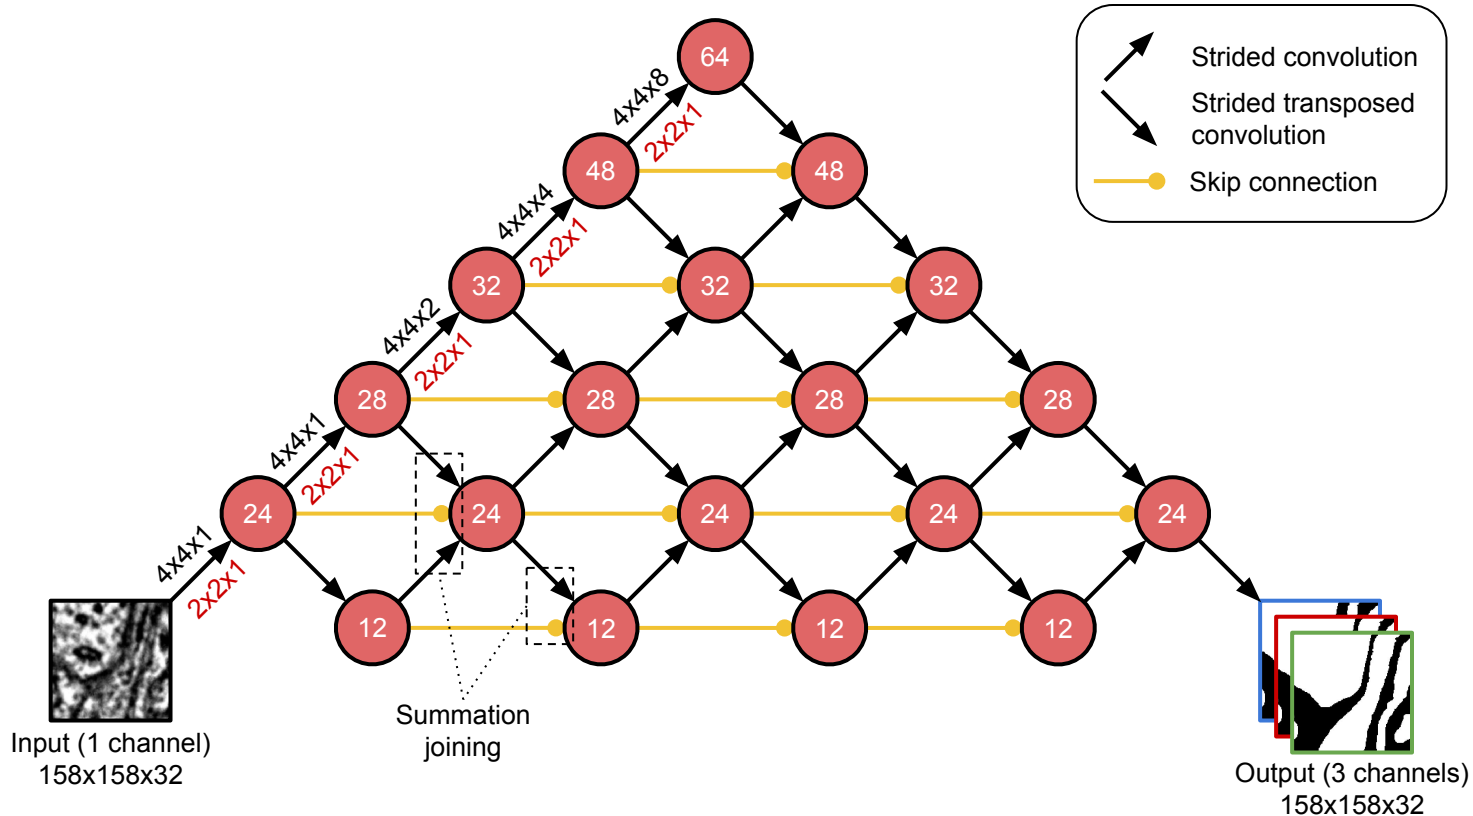 64
4x4x8
2x2x1
48
48
4x4x4
2x2x1
32
32
32
4x4x2
2x2x1
28
28
28
28
4x4x1
2x2x1
24
24
24
24
24
4x4x1
2x2x1
12
12
12
12
Summation
joining
Input (1 channel)
158x158x32
Output (3 channels)
158x158x32
Strided convolution
Strided transposed
convolution
Skip connection